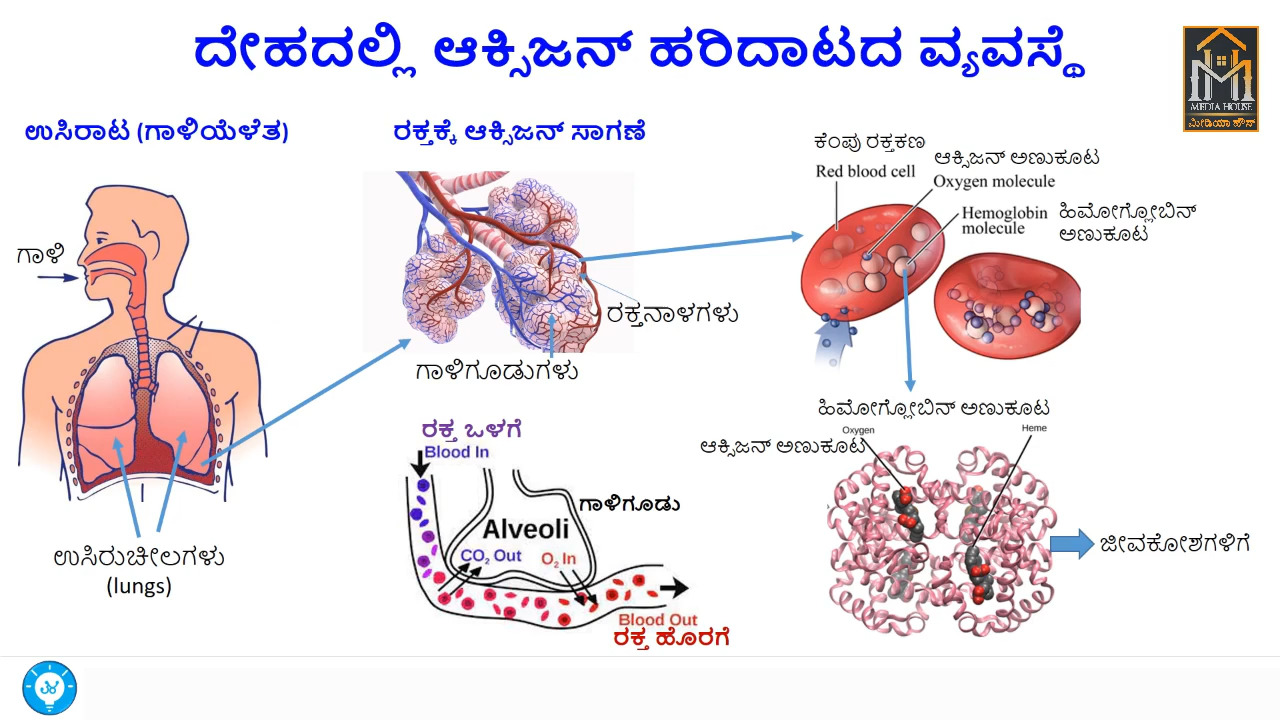 ದೇಹದಲ್ಲಿ ಆಕ್ಸಿಜನ್ ಹರಿದಾಟದ ವ್ಯವಸ್ಥೆ
MEDIA HOUSE
ಮೀಡಿಯಾ ಹೌಸ್
ಉಸಿರಾಟ (ಗಾಳಿಯೆಳೆತ)
ರಕ್ತಕ್ಕೆ ಆಕ್ಸಿಜನ್ ಸಾಗಣೆ
ಕೆಂಪು ರಕ್ತಕಣ
Red blood cell
ಆಕ್ಸಿಜನ್ ಅಣುಕೂಟ
Oxygen molecule
Hemoglobin
molecule
ಹಿಮೋಗ್ಲೋಬಿನ್
ಅಣುಕೂಟ
ಗಾಳಿ
ರಕ್ತನಾಳಗಳು
ಗಾಳಿಗೂಡುಗಳು
ಹಿಮೋಗ್ಲೋಬಿನ್ ಅಣುಕೂಟ
Oxygen
Heme
ಆಕ್ಸಿಜನ್ ಅಣುಕೂಟ
ರಕ್ತ ಒಳಗೆ
Blood In
ಗಾಳಿಗೂಡು
Alveoli
CO₂ Out
O₂ In
Blood Out
ರಕ್ತ ಹೊರಗೆ
ಜೀವಕೋಶಗಳಿಗೆ
ಉಸಿರುಚೀಲಗಳು
(lungs)